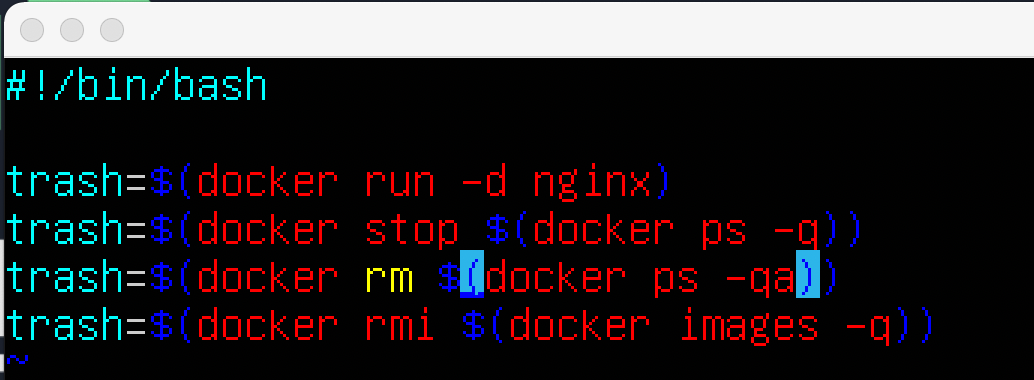 #!/bin/bash
trash=$(docker run -d nginx)
trash=$(docker stop $(docker ps -q))
trash=$(docker rm $(docker ps -qa))
trash=$(docker rmi $(docker images -q))
~